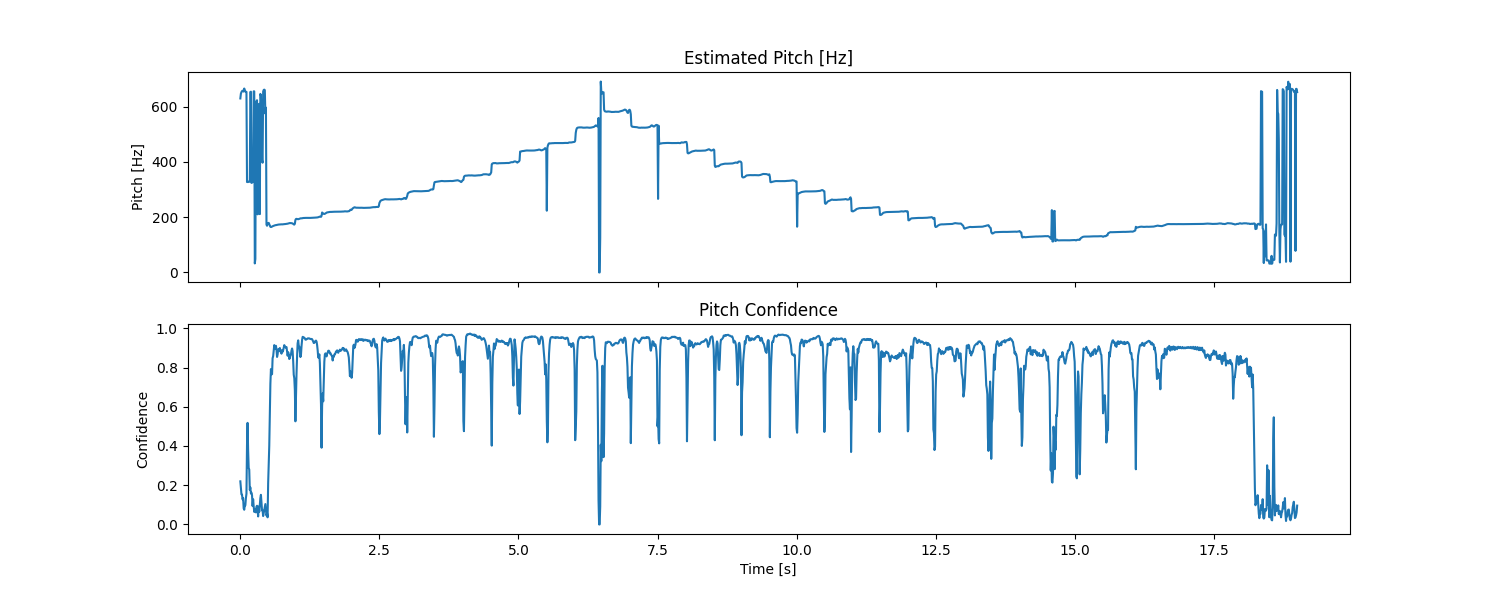 Estimated Pitch [Hz]
600
400
200
0
Pitch [Hz]
Pitch Confidence
1.0
0.8
0.6
0.4
0.2
0.0
Confidence
0.0 2.5 5.0 7.5 10.0 12.5 15.0 17.5
Time [s]